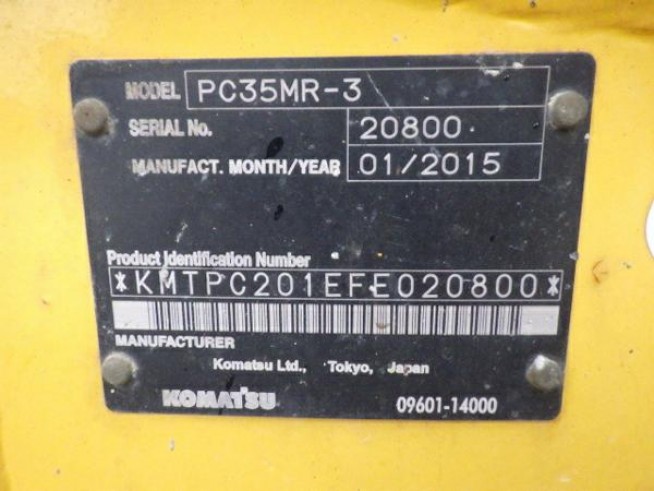 MODEL PC35MR-3
SERIAL No. 20800
MANUFACT. MONTH/YEAR 01/2015
Product Identification Number
*KMTPC201EFE020800*
MANUFACTURER
Komatsu Ltd., Tokyo, Japan
KOMATSU 09601-14000